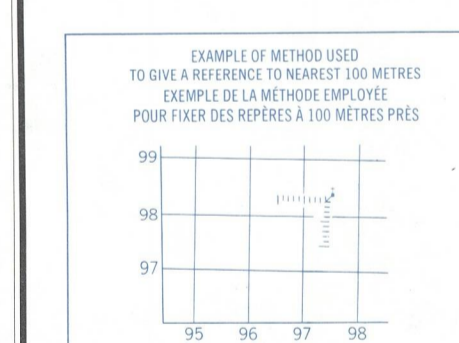 EXAMPLE OF METHOD USED
TO GIVE A REFERENCE TO NEAREST 100 METRES
EXEMPLE DE LA MÉTHODE EMPLOYÉE
POUR FIXER DES REPÈRES À 100 MÈTRES PRÈS
99
98
97
95 96 97 98